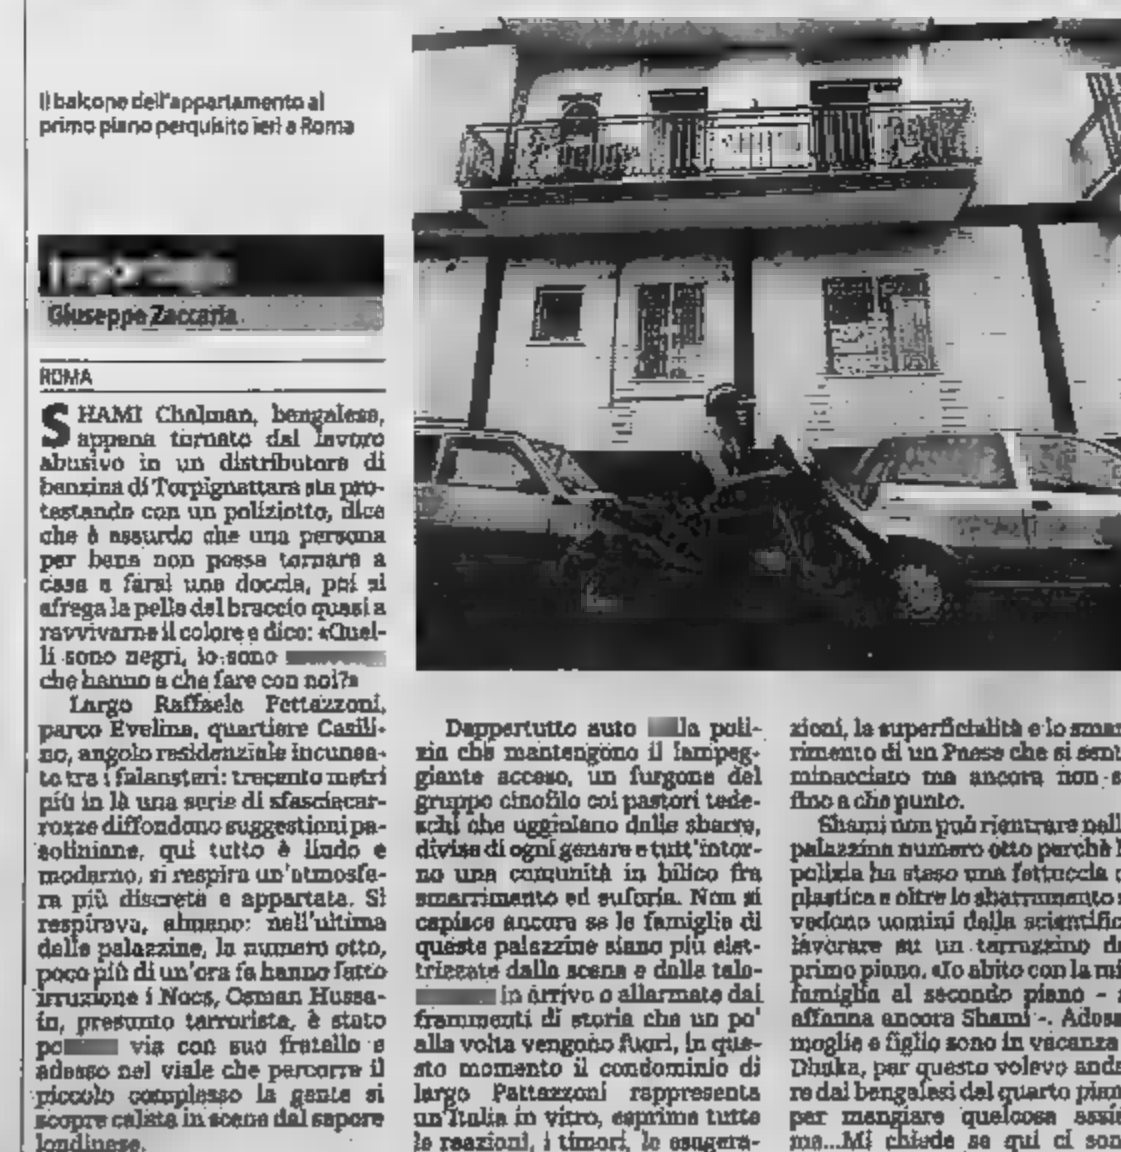 Il balcone dell'appartamento al
primo piano perquisito ieri a Roma
Giuseppe Zaccaria
ROMA
SHAMI Chalman, bengalese,
appena tornato dal lavoro
abusivo in un distributore di
benzina di Torpignattara sta pro-
testando con un poliziotto, dice
che è assurdo che una persona
per bene non possa tornare a
casa a farsi una doccia, poi si
sfrega la pelle del braccio quasi a
ravvivarne il colore e dice: «Quel-
li sono negri, io sono
che hanno a che fare con noi?»
Largo Raffaele Pettazzoni,
parco Evelina, quartiere Casili-
no, angolo residenziale incunea-
to tra i falansteri: trecento metri
più in là una serie di sfasciacar-
rozze diffondono suggestioni pa-
soliniane, qui tutto è lindo e
moderno, si respira un'atmosfe-
ra più discreta e appartata. Si
respirava, almeno: nell'ultima
delle palazzine, la numero otto,
poco più di un'ora fa hanno fatto
irruzione i Nocs, Osman Hussa-
in, presunto terrorista, è stato
po via con suo fratello e
adesso nel viale che percorre il
piccolo complesso la gente si
scopre calata in scene dal sapore
londinese.
Dappertutto auto la poli-
zia che mantengono il lampeg-
giante acceso, un furgone del
gruppo cinofilo coi pastori tede-
schi che uggiolano dalle sbarre,
divise di ogni genere e tutt'intor-
no una comunità in bilico fra
smarrimento ed euforia. Non si
capisce ancora se le famiglie di
queste palazzine siano più elet-
trizzate dalla scena e dalle tele-
in arrivo o allarmate dai
frammenti di storia che un po'
alla volta vengono fuori, in que-
sto momento il condominio di
largo Pettazzoni rappresenta
un'Italia in vitro, esprime tutte
le reazioni, i timori, le esagera-
zioni, la superficialità e lo smar
rimento di un Paese che si sent
minacciato ma ancora non s
fino a che punto.
Shami non può rientrare nell
palazzina numero otto perchè l
polizia ha steso una fettuccia d
plastica e oltre lo sbarramento s
vedono uomini della scientific
lavorare su un terrazzino de
primo piano. «Io abito con la mi
famiglia al secondo piano - s
affanna ancora Shami -. Adess
moglie e figlio sono in vacanza
Dhaka, per questo volevo anda
re dai bengalesi del quarto pian
per mangiare qualcosa assie
me...Mi chiede se qui ci son